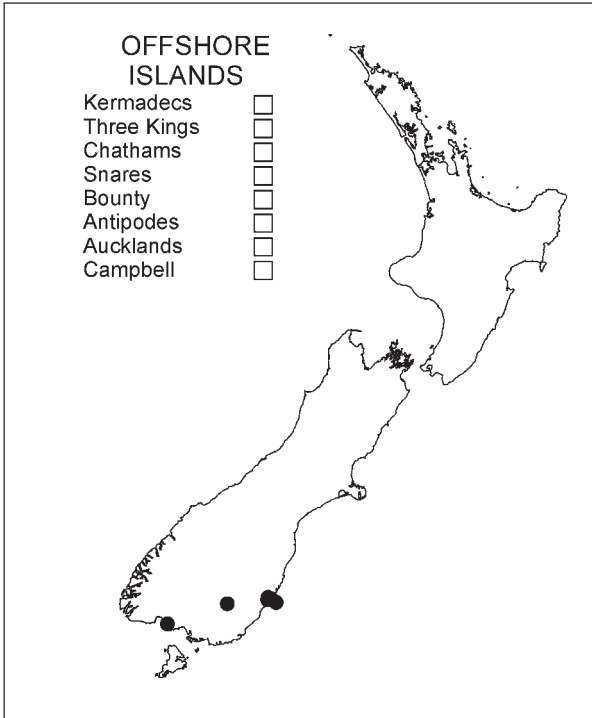 OFFSHORE
ISLANDS
Kermadecs
Three Kings
Chathams
Snares
Bounty
Antipodes
Aucklands
Campbell